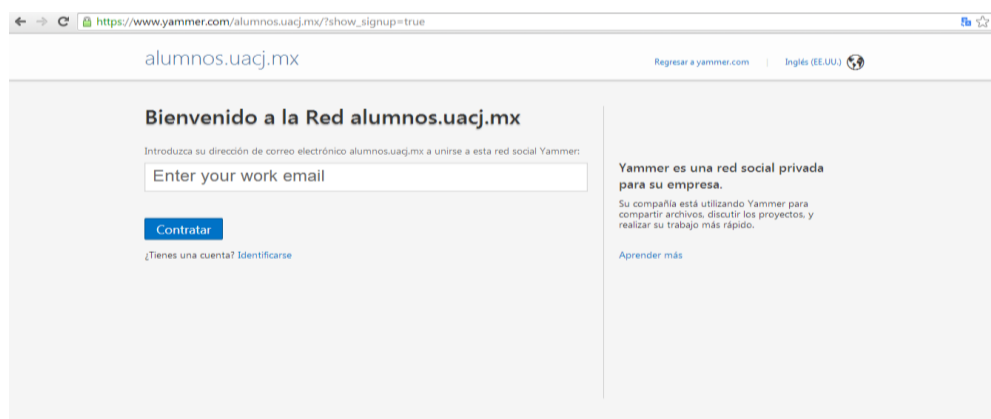 https://www.yammer.com/alumnos.uacj.mx/?show_signup=true
alumnos.uacj.mx
Regresar a yammer.com | Inglés (EE.UU.)
Bienvenido a la Red alumnos.uacj.mx
Introduzca su dirección de correo electrónico alumnos.uacj.mx a unirse a esta red social Yammer:
Enter your work email
Contratar
¿Tienes una cuenta? Identificarse
Yammer es una red social privada
para su empresa.
Su compañía está utilizando Yammer para
compartir archivos, discutir los proyectos, y
realizar su trabajo más rápido.
Aprender más